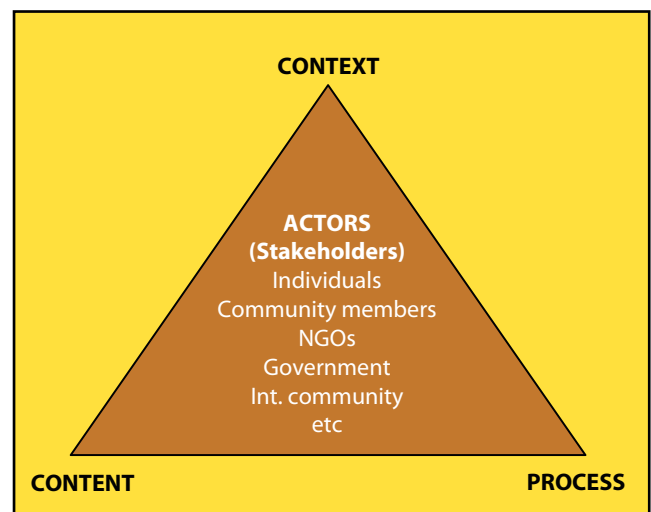 CONTEXT
ACTORS
(Stakeholders)
Individuals
Community members
NGOs
Government
Int. community
etc
CONTENT
PROCESS